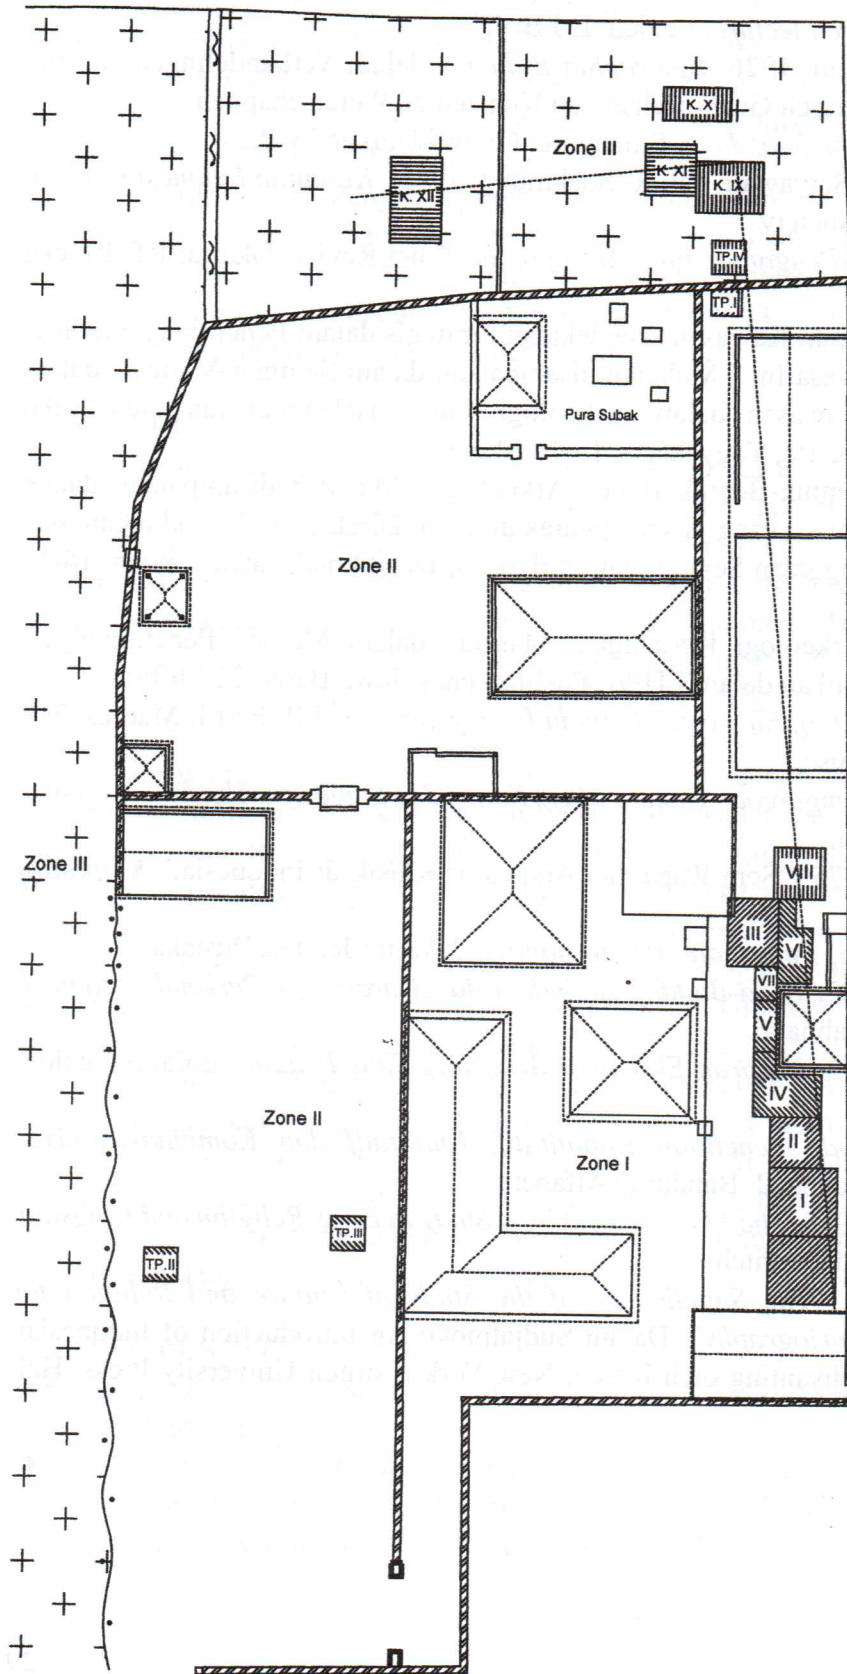 K. X
Zone III
K. XI
K. XII
K. IX
TP.IV
TP.I
Pura Subak
Zone II
Zone III
VIII
III
VI
VII
V
Zone II
IV
II
Zone I
I
TP.III
TP.II